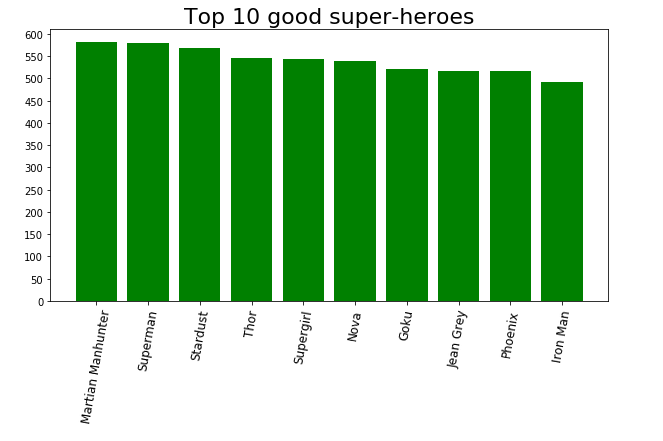 Top 10 good super-heroes
600
550
500
450
400
350
300
250
200
150
100
50
0
Martian Manhunter
Superman
Stardust
Thor
Supergirl
Nova
Goku
Jean Grey
Phoenix
Iron Man